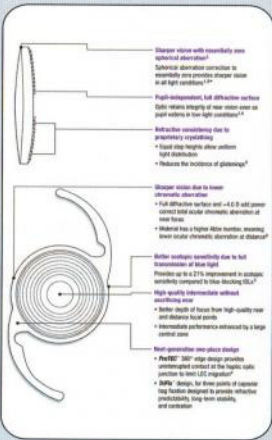 Sharper vision with essentially zero
spherical aberration
Spherical aberration correction to
essentially zero provides sharper vision
in all light conditions
Pupil-independent, full diffractive surface
Optic retains integrity of near vision even as
pupil widens in low-light conditions
Refractive consistency due to
proprietary cryolathing
• Equal step heights allow uniform
light distribution
• Reduces the incidence of glistenings
Sharper vision due to lower
chromatic aberration
• Full diffractive surface and +4.0 D add power
correct total ocular chromatic aberration at
near focus
• Material has a higher Abbe number, meaning
lower ocular chromatic aberration at distance
Better scotopic sensitivity due to full
transmission of blue light
Provides up to a 21% improvement in scotopic
sensitivity compared to blue-blocking IOLs
High-quality intermediate without
sacrificing near
• Better depth of focus from high-quality near
and distance focal points
• Intermediate performance enhanced by a large
central zone
Next-generation one-piece design
• ProTEC 360° edge design provides
uninterrupted contact at the haptic optic
junction to limit LEC migration
• design, for three points of capsular
bag fixation designed to provide refractive
predictability, long-term stability,
and centration